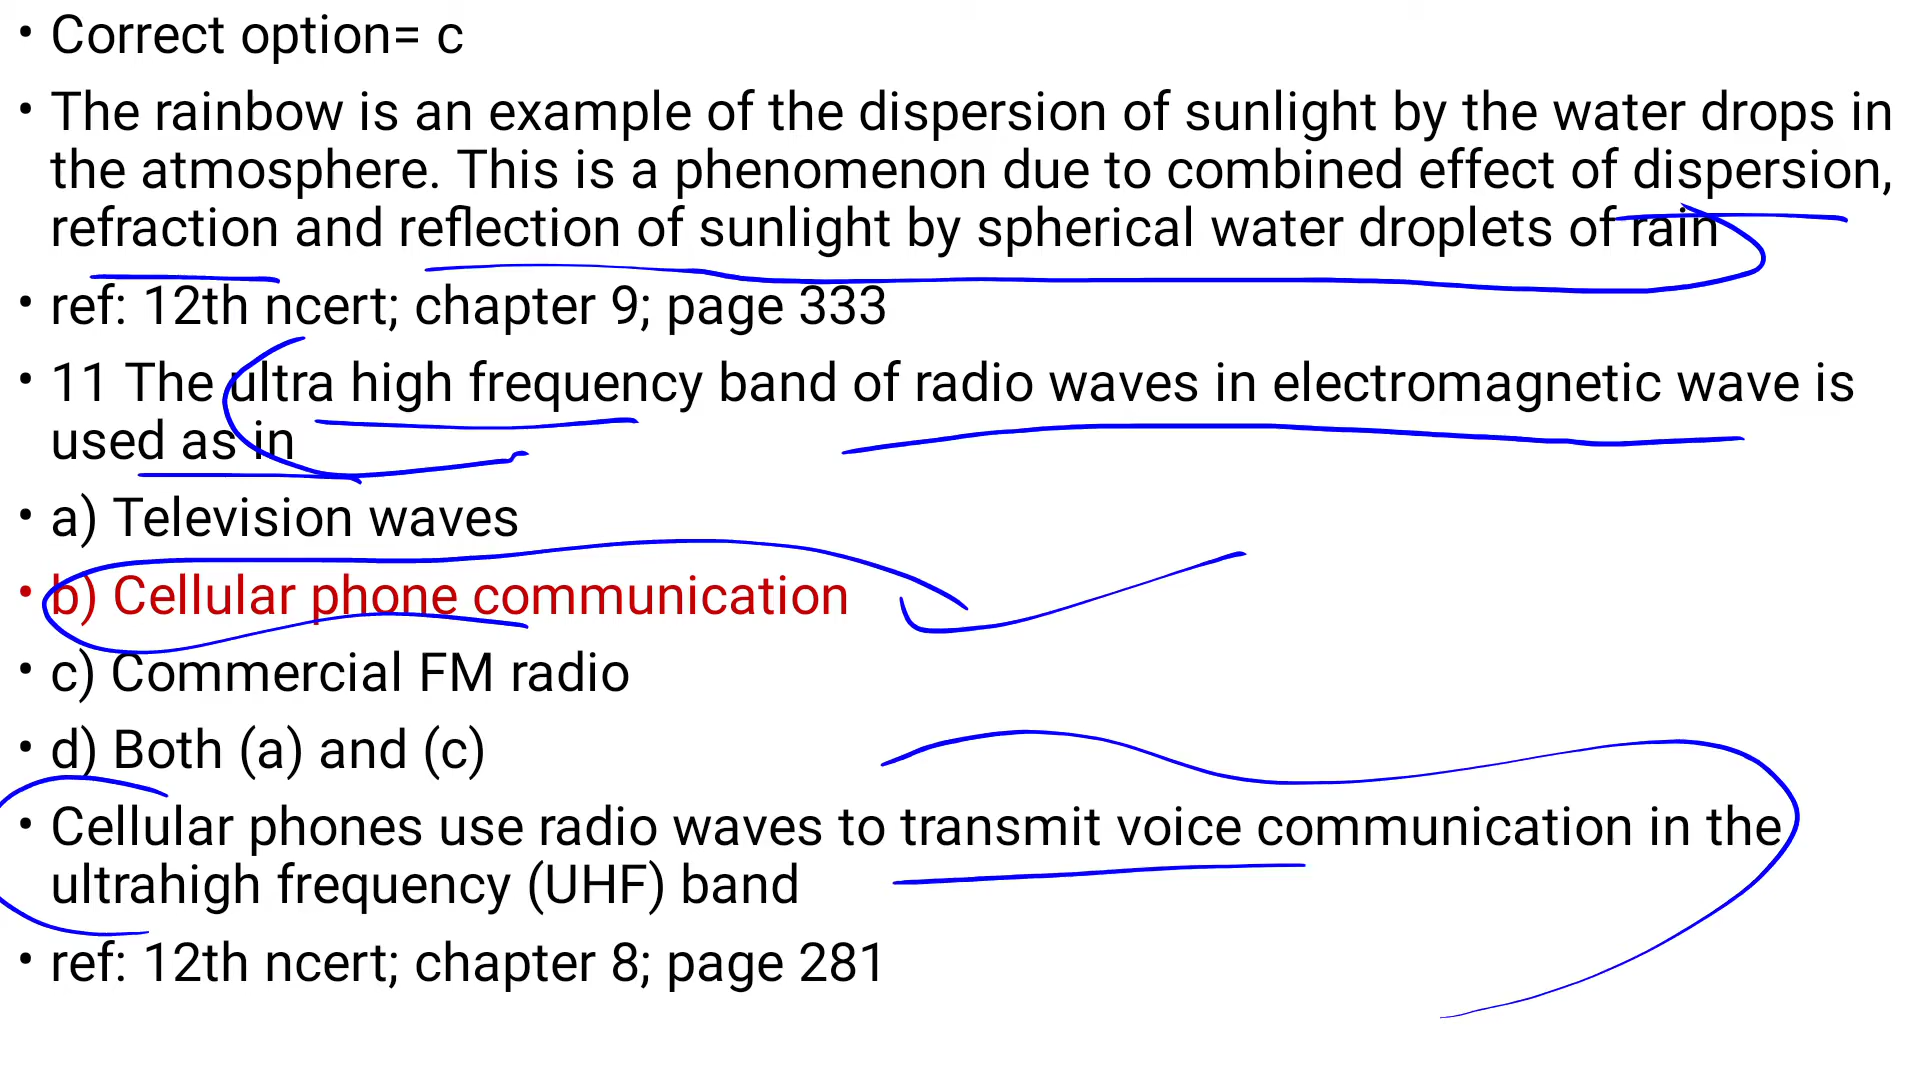 • Correct option= c
• The rainbow is an example of the dispersion of sunlight by the water drops in
the atmosphere. This is a phenomenon due to combined effect of dispersion,
refraction and reflection of sunlight by spherical water droplets of rain
• ref: 12th ncert; chapter 9; page 333
• 11 The ultra high frequency band of radio waves in electromagnetic wave is
used as in
• a) Television waves
• b) Cellular phone communication
• c) Commercial FM radio
• d) Both (a) and (c)
• Cellular phones use radio waves to transmit voice communication in the
ultrahigh frequency (UHF) band
• ref: 12th ncert; chapter 8; page 281